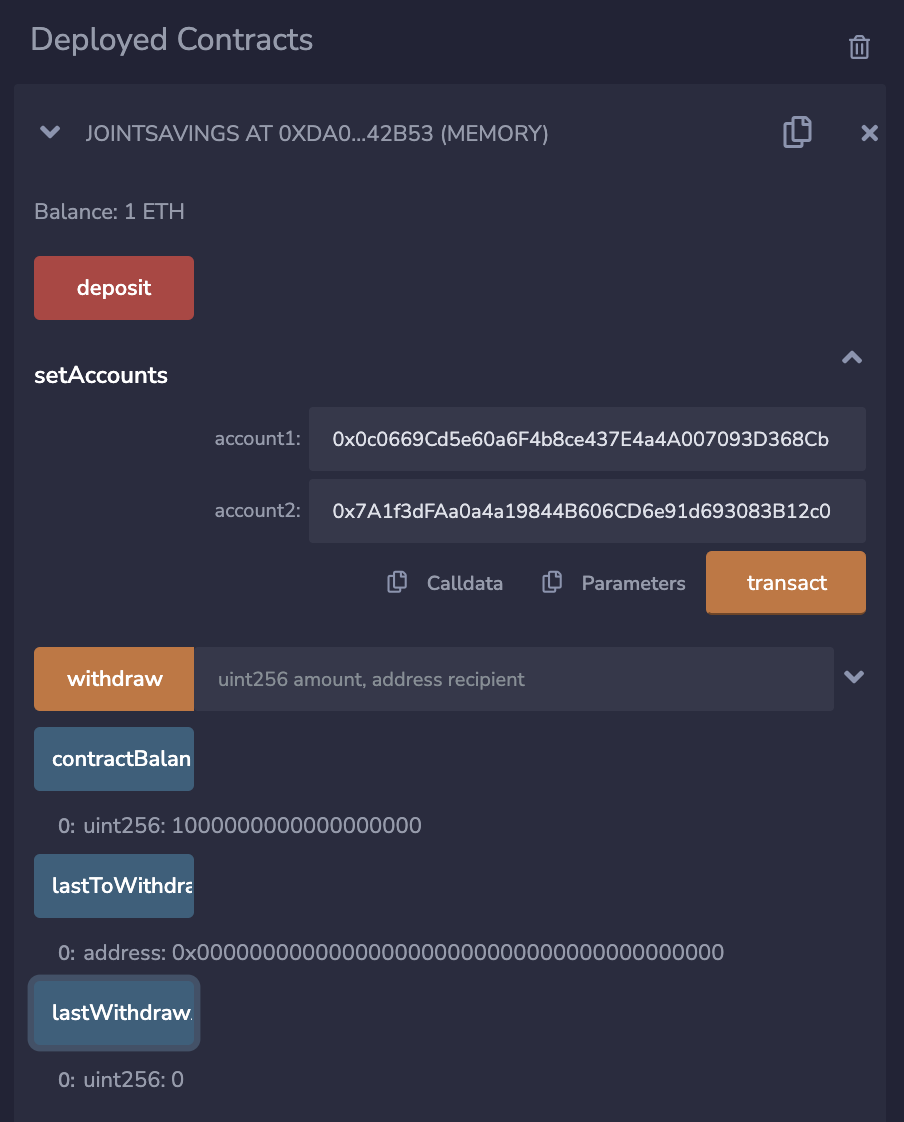 Deployed Contracts
JOINTSAVINGS AT 0XDA0...42B53 (MEMORY)
Balance: 1 ETH
deposit
setAccounts
account1: 0x0c0669Cd5e60a6F4b8ce437E4a4A007093D368Cb
account2: 0x7A1f3dFAa0a4a19844B606CD6e91d693083B12c0
Calldata Parameters transact
withdraw uint256 amount, address recipient
contractBalan
0: uint256: 1000000000000000000
lastToWithdra
0: address: 0x0000000000000000000000000000000000000000
lastWithdraw
0: uint256: 0